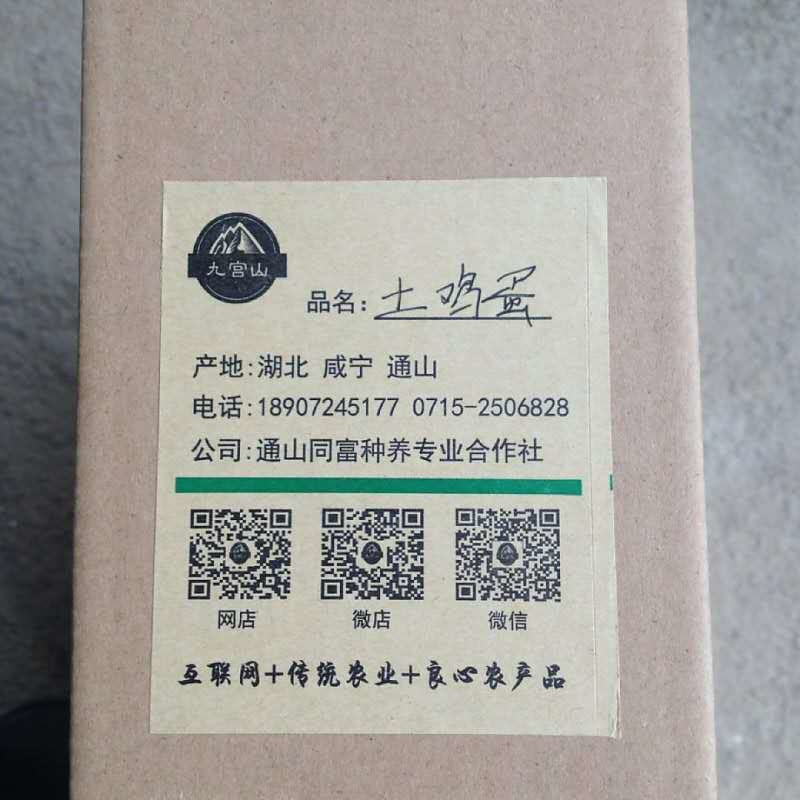 九宫山
品名：土鸡蛋
产地:湖北 咸宁 通山
电话:18907245177 0715-2506828
公司:通山同富种养专业合作社
网店 微店 微信
互联网+传统农业+良心农产品